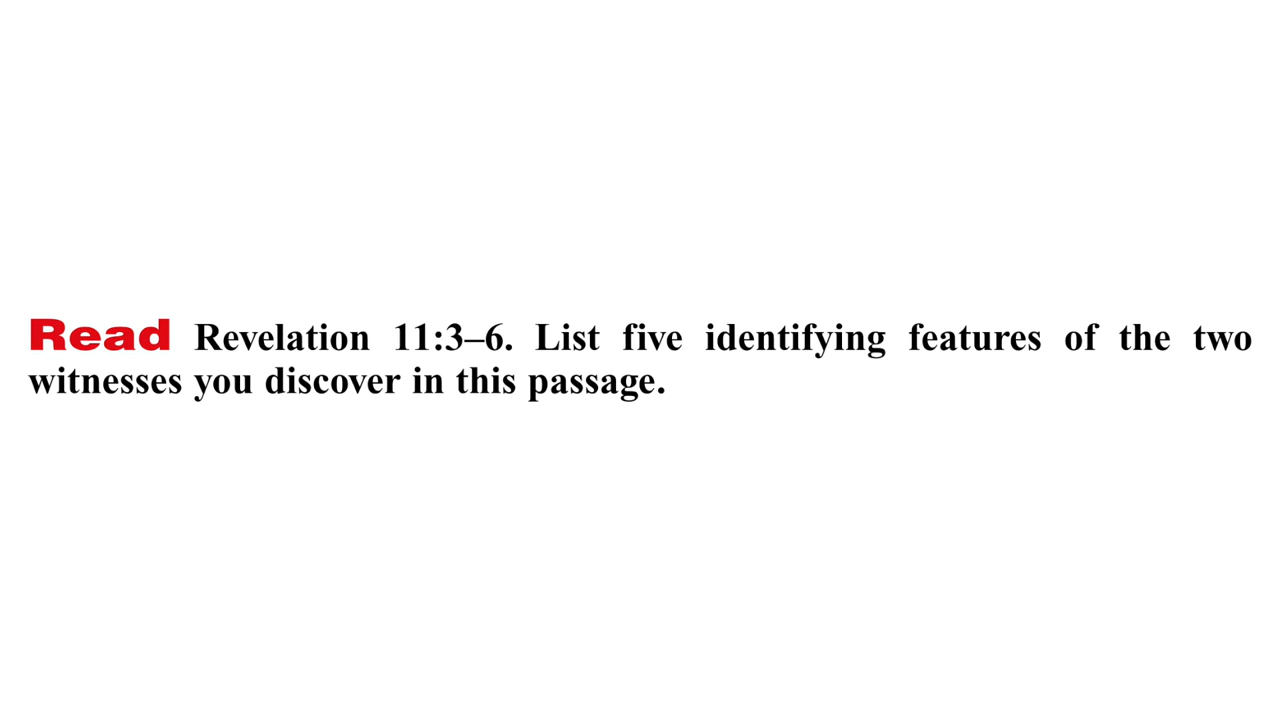 Read Revelation 11:3–6. List five identifying features of the two
witnesses you discover in this passage.